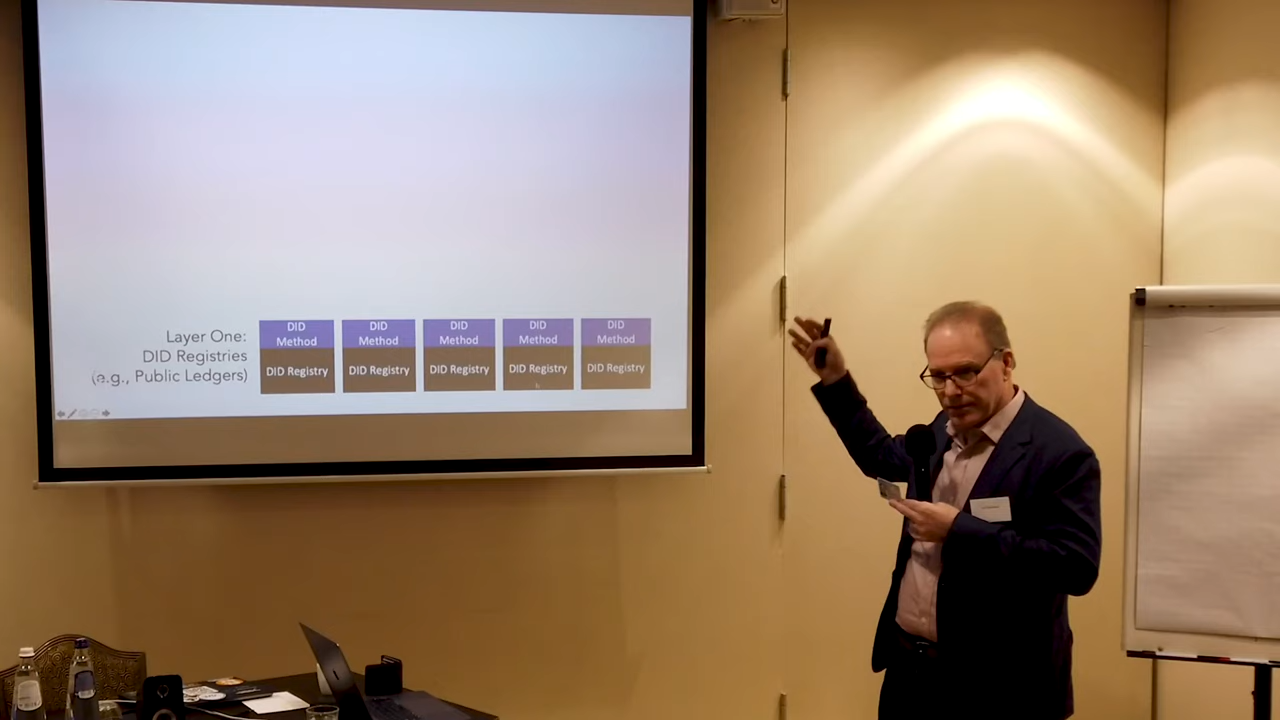 Layer One:
DID Registries
(e.g., Public Ledgers)
DID
Method
DID Registry
DID
Method
DID Registry
DID
Method
DID Registry
DID
Method
DID Registry
DID
Method
DID Registry